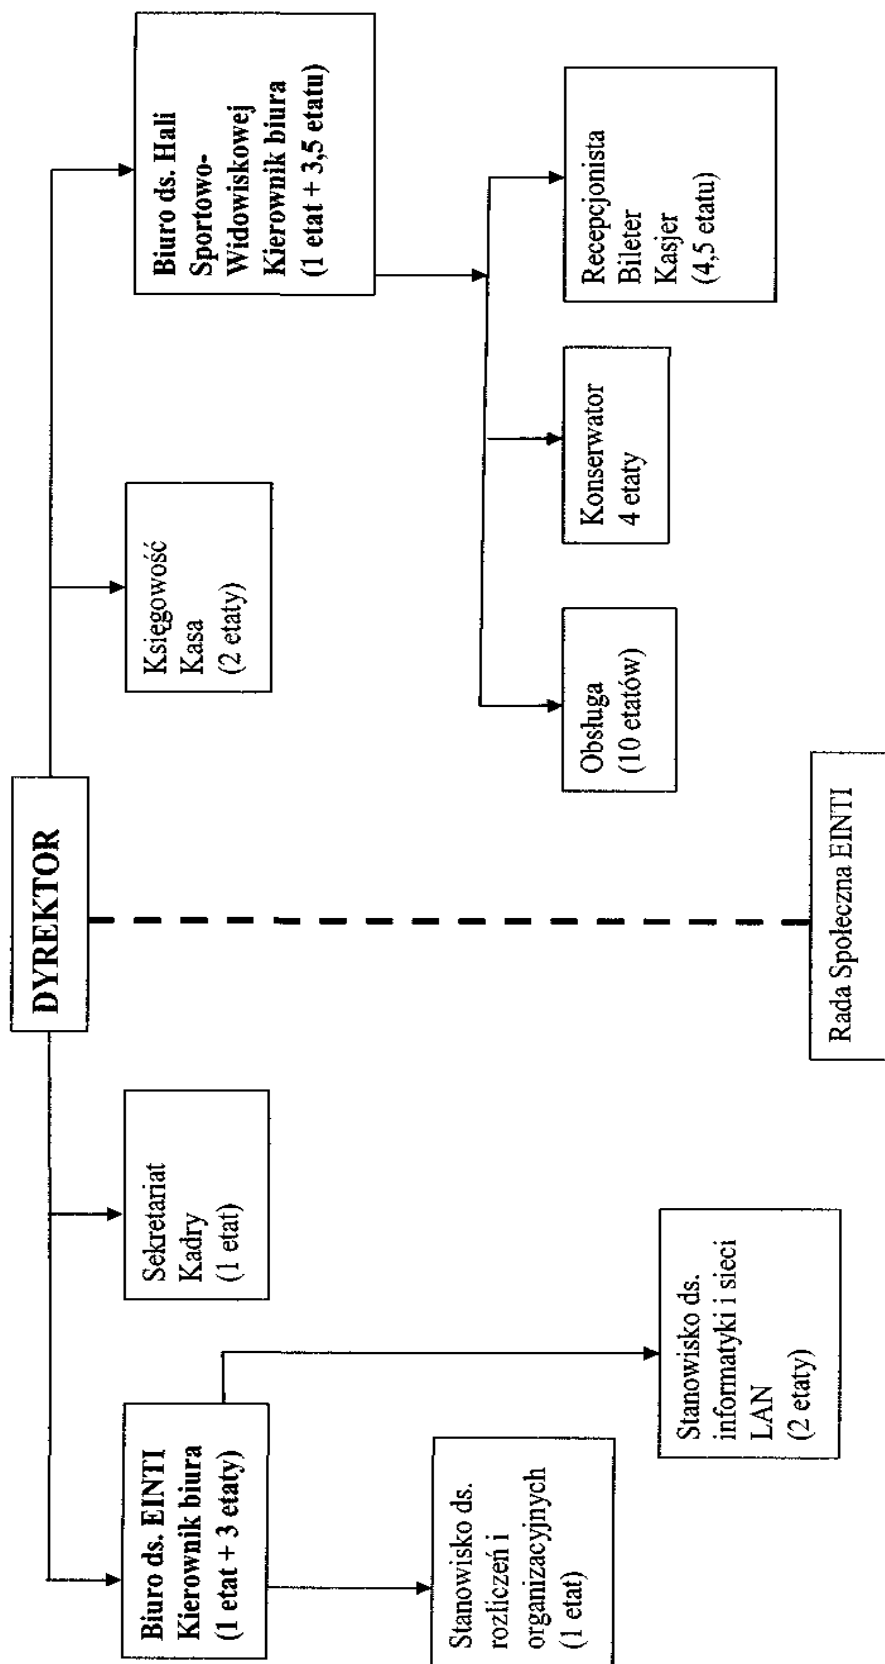 DYREKTOR
Biuro ds. EINTI
Kierownik biura
(1 etat + 3 etaty)
Sekretariat
Kadry
(1 etat)
Księgowość
Kasa
(2 etaty)
Biuro ds. Hali
Sportowo-
Widowiskowej
Kierownik biura
(1 etat + 3,5 etatu)
Stanowisko ds.
rozliczeń i
organizacyjnych
(1 etat)
Stanowisko ds.
informatyki i sieci
LAN
(2 etaty)
Obsługa
(10 etatów)
Konserwator
4 etaty
Recepcjonista
Bileter
Kasjer
(4,5 etatu)
Rada Społeczna EINTI